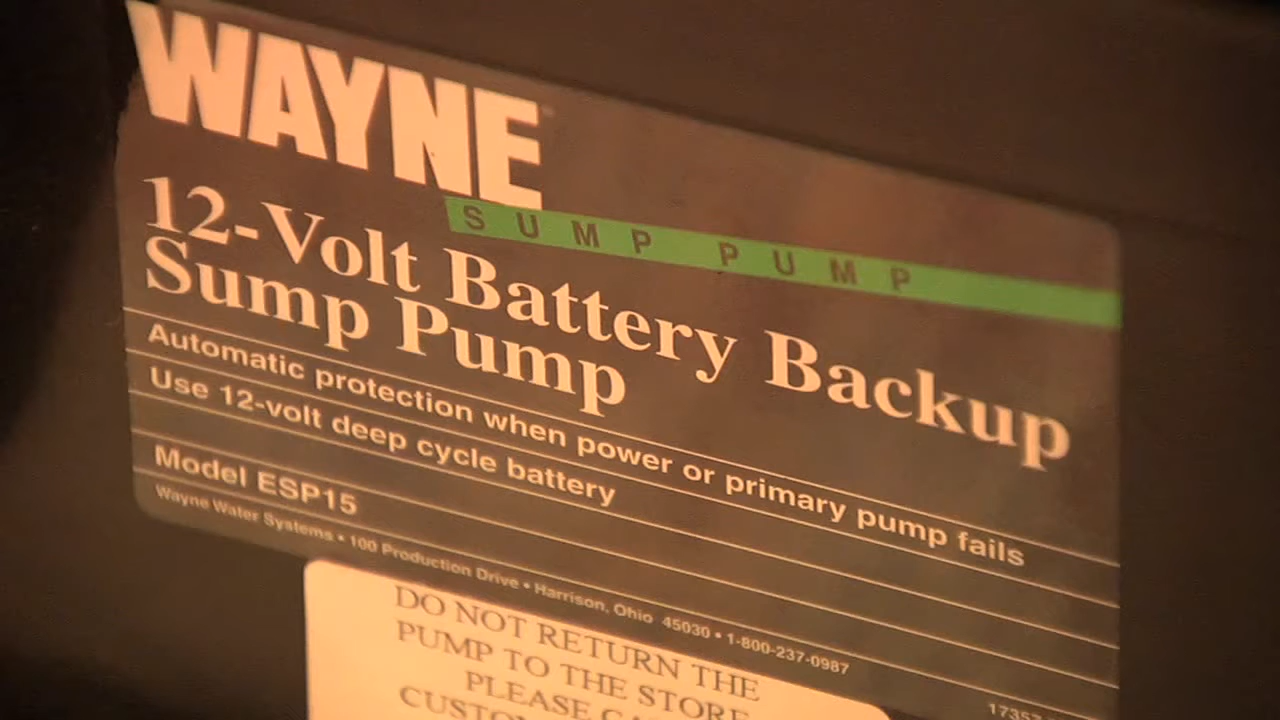 WAYNE
SUMP PUMP
12-Volt Battery Backup
Sump Pump
Automatic protection when power or primary pump fails
Use 12-volt deep cycle battery
Model ESP15
Wayne Water Systems • 100 Production Drive • Harrison, Ohio 45030 • 1-800-237-0987
DO NOT RETURN THE
PUMP TO THE STORE
PLEASE